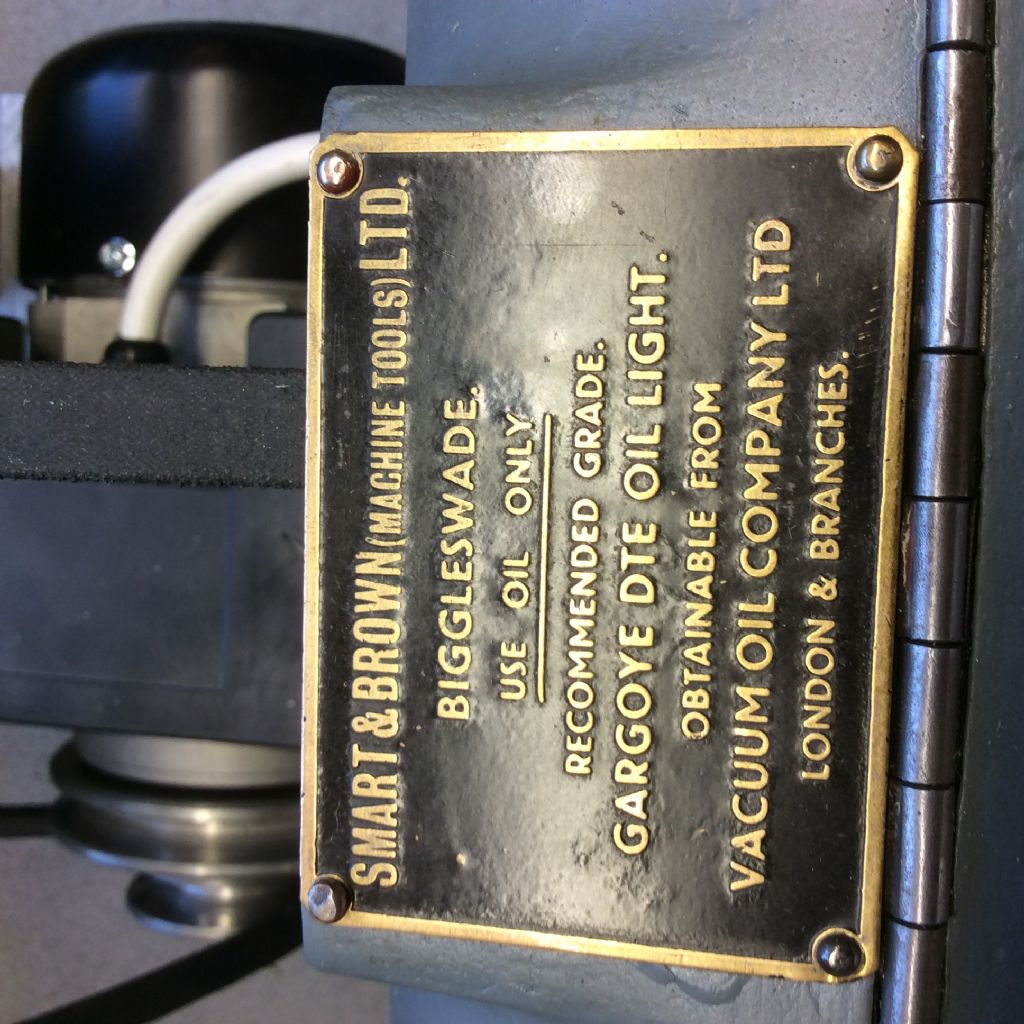 SMART & BROWN (MACHINE TOOLS) LTD.
BIGGLESWADE.
USE OIL ONLY
RECOMMENDED GRADE.
GARGOYE DTE OIL LIGHT.
OBTAINABLE FROM
VACUUM OIL COMPANY LTD
LONDON & BRANCHES.